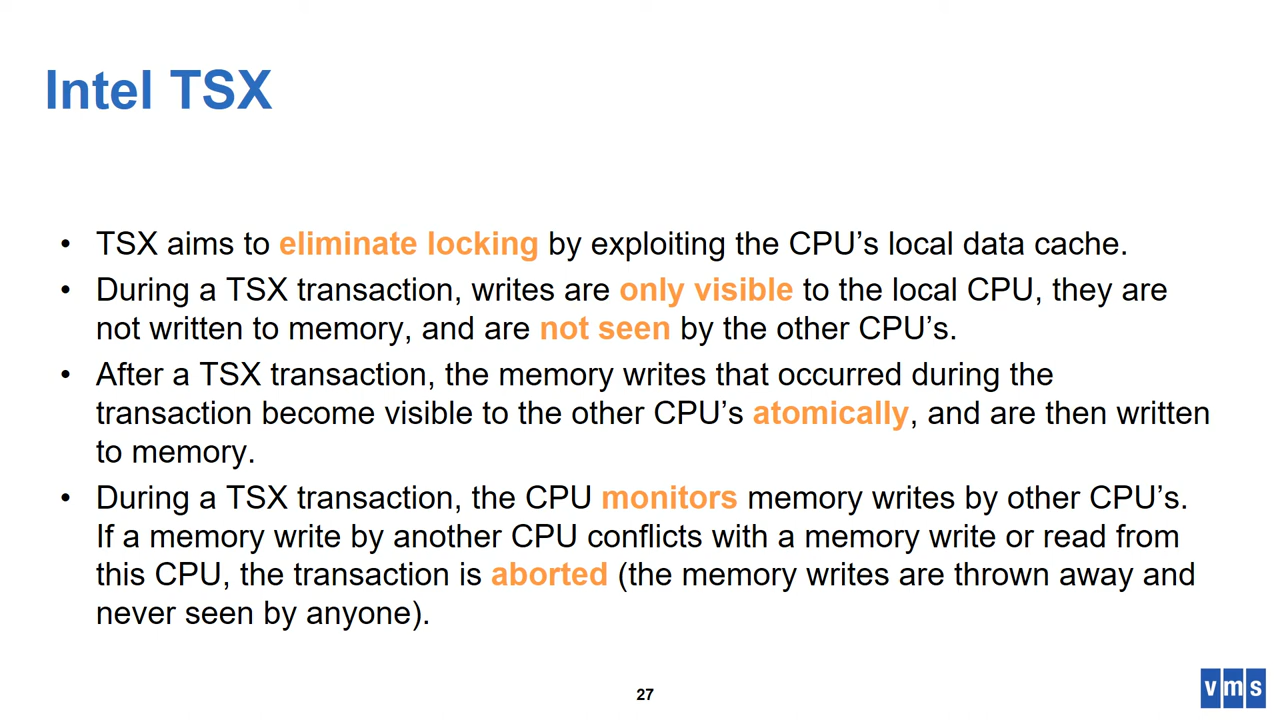 Intel TSX
• TSX aims to eliminate locking by exploiting the CPU’s local data cache.
• During a TSX transaction, writes are only visible to the local CPU, they are
not written to memory, and are not seen by the other CPU’s.
• After a TSX transaction, the memory writes that occurred during the
transaction become visible to the other CPU’s atomically, and are then written
to memory.
• During a TSX transaction, the CPU monitors memory writes by other CPU’s.
If a memory write by another CPU conflicts with a memory write or read from
this CPU, the transaction is aborted (the memory writes are thrown away and
never seen by anyone).
27
vms